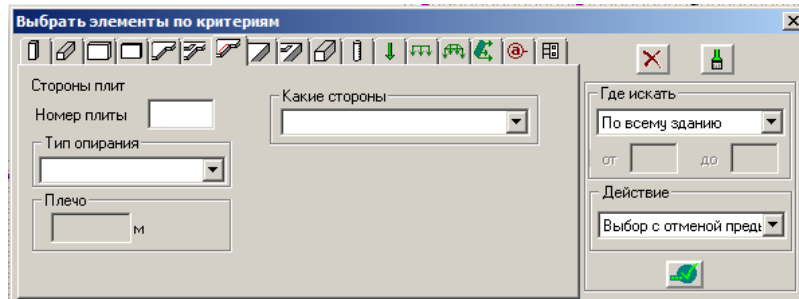 Выбрать элементы по критериям
Стороны плит
Номер плиты
Тип опирания
Плечо
м
Какие стороны
Где искать
По всему зданию
от до
Действие
Выбор с отменой преды